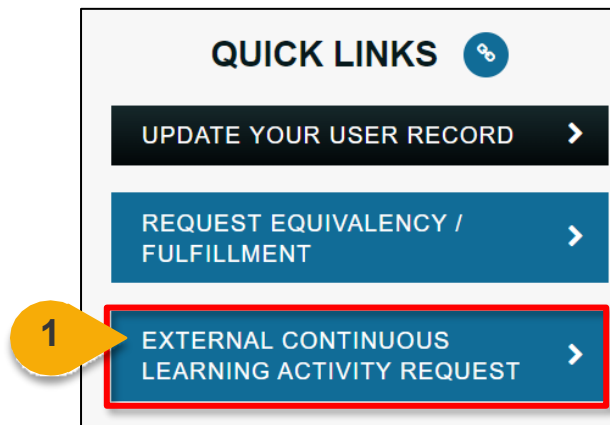 QUICK LINKS
UPDATE YOUR USER RECORD
REQUEST EQUIVALENCY /
FULFILLMENT
1
EXTERNAL CONTINUOUS
LEARNING ACTIVITY REQUEST